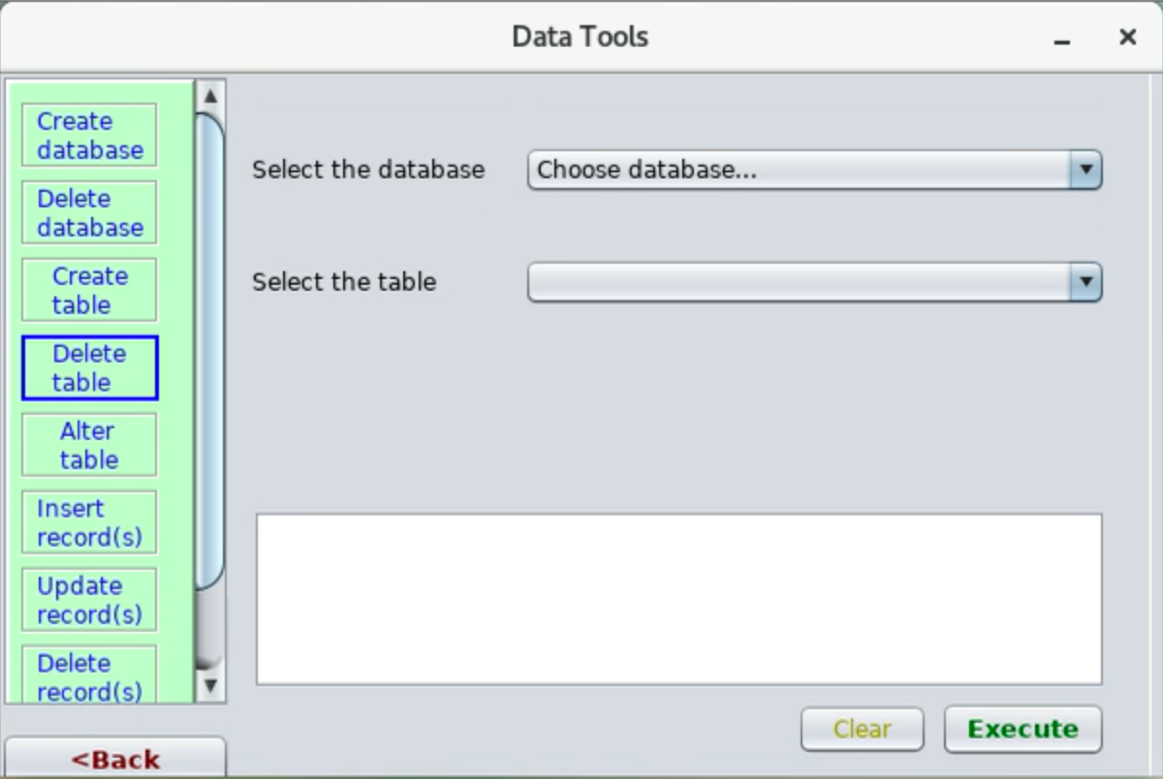 Data Tools
Create
database
Delete
database
Create
table
Delete
table
Alter
table
Insert
record(s)
Update
record(s)
Delete
record(s)
<Back
Select the database
Choose database...
Select the table
Clear
Execute